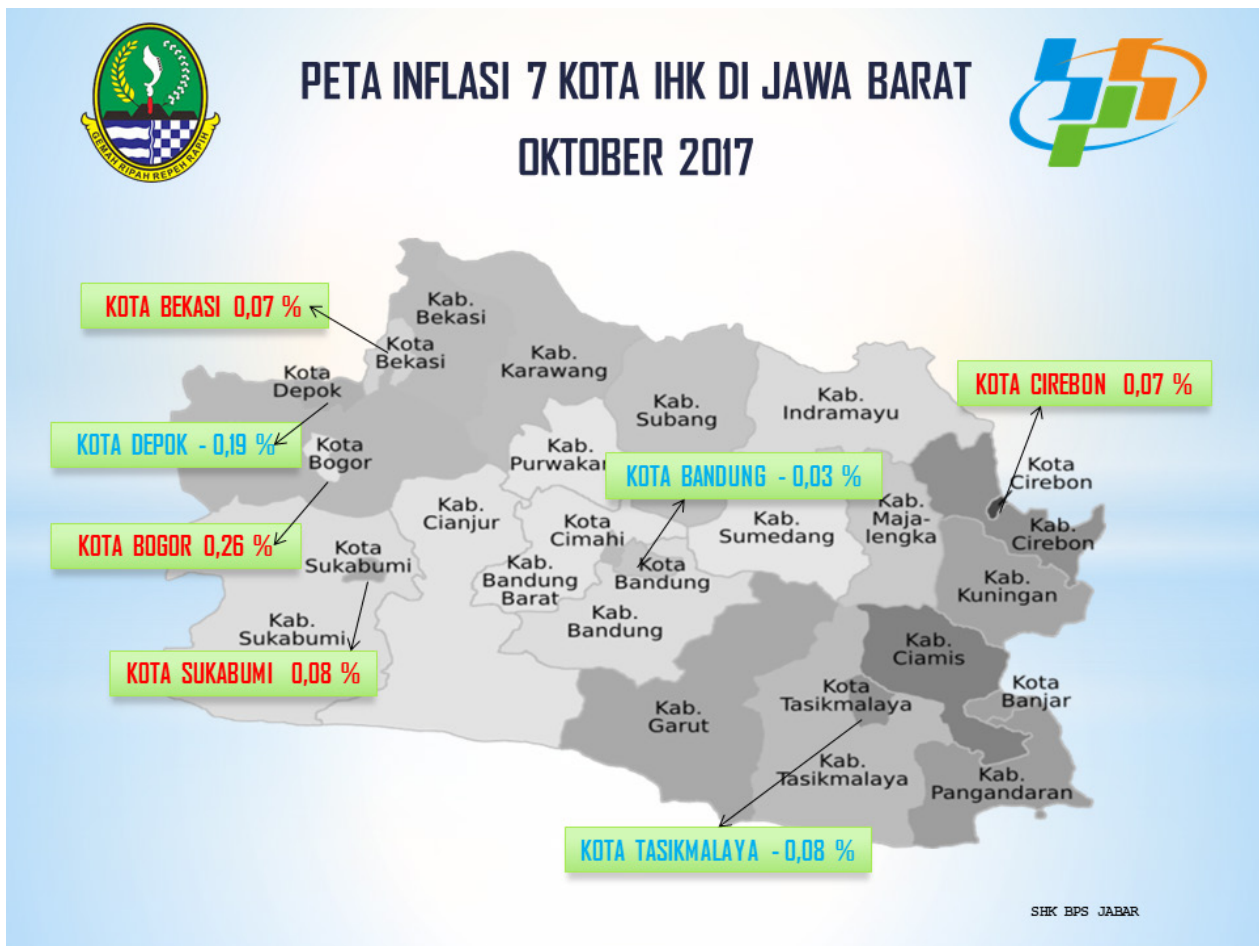 PETA INFLASI 7 KOTA IHK DI JAWA BARAT
OKTOBER 2017
GEMAH RIPAH REPEH RAPIH
KOTA BEKASI 0,07 %
Kab.
Bekasi
Kota
Bekasi
Kab.
Karawang
Kota
Depok
KOTA DEPOK - 0,19 %
Kota
Bogor
KOTA BOGOR 0,26 %
Kab.
Subang
Kab.
Indramayu
KOTA CIREBON 0,07 %
Kab.
Purwakar
KOTA BANDUNG - 0,03 %
Kota
Cirebon
Kab.
Cirebon
Kab.
Cianjur
Kota
Cimahi
Kab.
Sumedang
Kab.
Maja-
lengka
Kota
Sukabumi
Kab.
Bandung
Barat
Kota
Bandung
Kab.
Kuningan
Kab.
Sukabumi
Kab.
Bandung
KOTA SUKABUMI 0,08 %
Kab.
Ciamis
Kab.
Garut
Kota
Tasikmalaya
Kota
Banjar
Kab.
Tasikmalaya
Kab.
Pangandaran
KOTA TASIKMALAYA - 0,08 %
SHK BPS JABAR